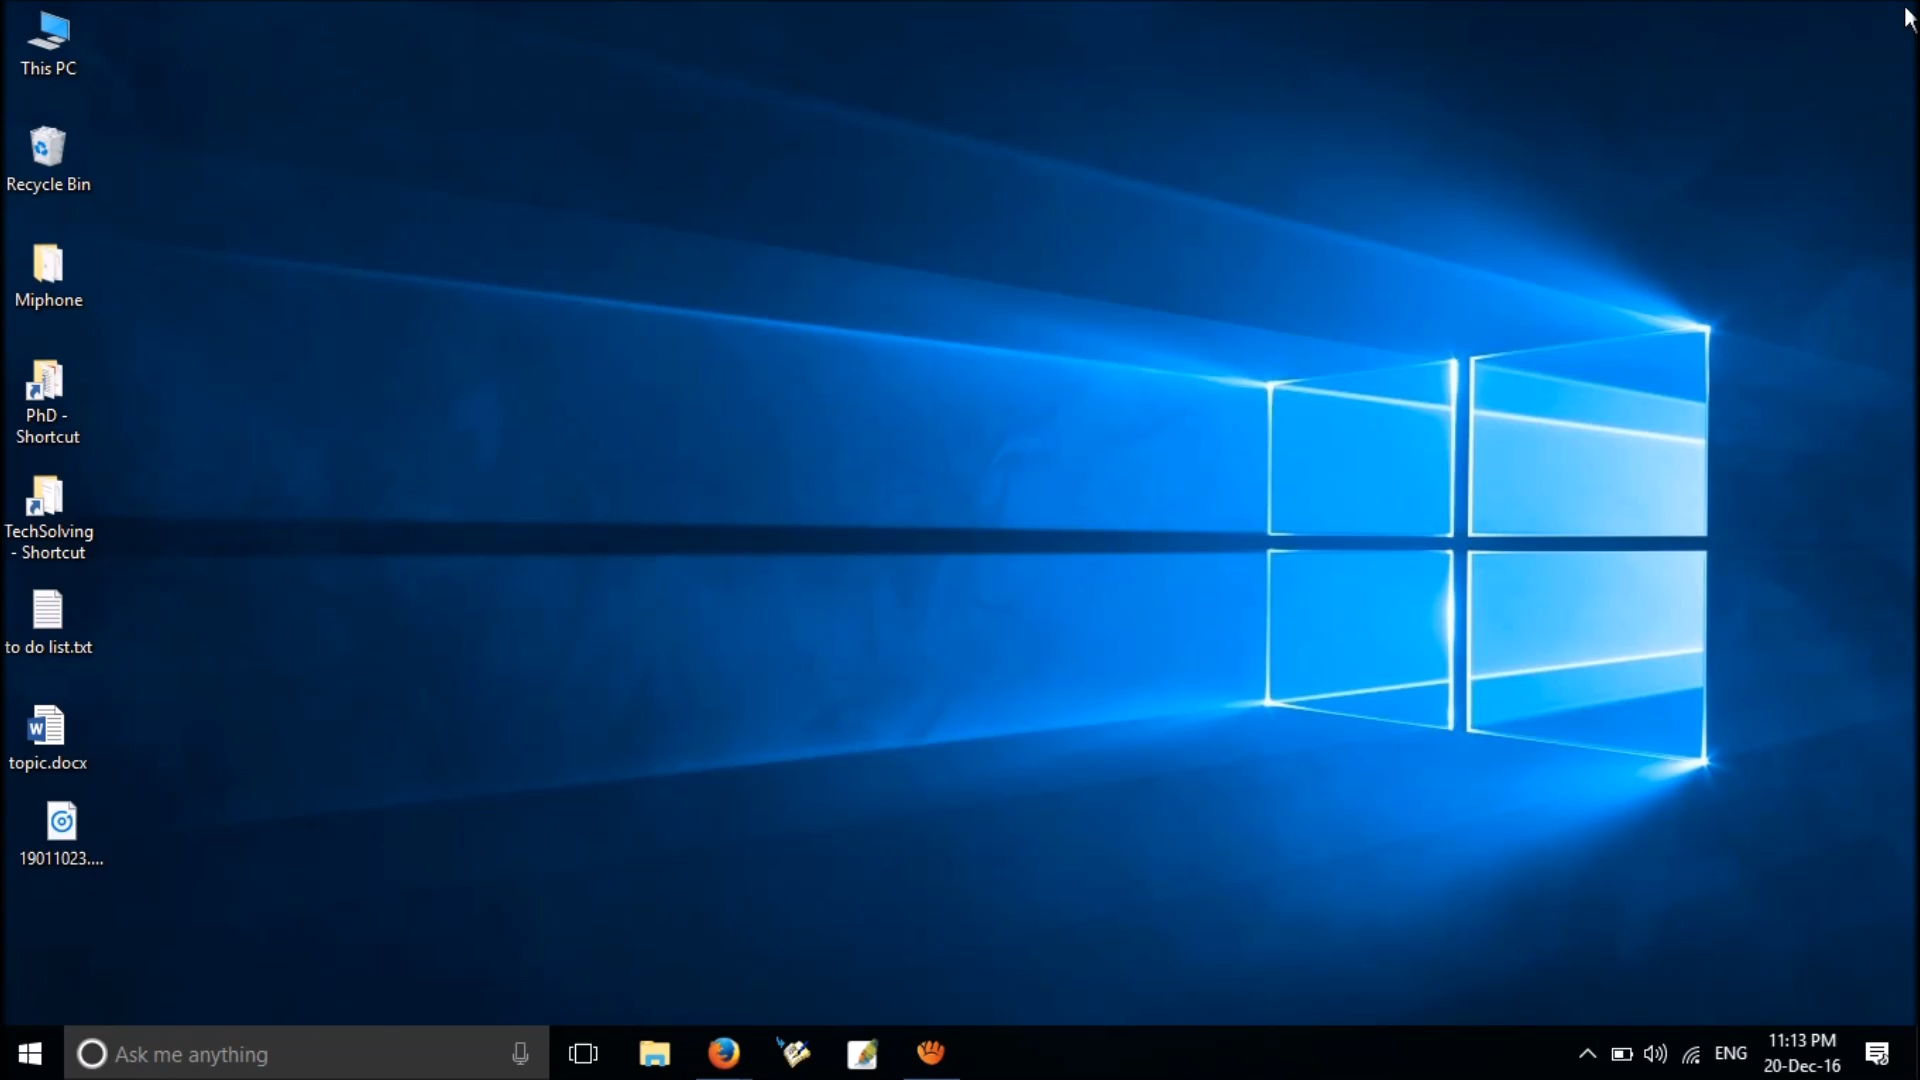 This PC
Recycle Bin
Miphone
PhD -
Shortcut
TechSolving
- Shortcut
to do list.txt
topic.docx
19011023....
Ask me anything
ENG
11:13 PM
20-Dec-16